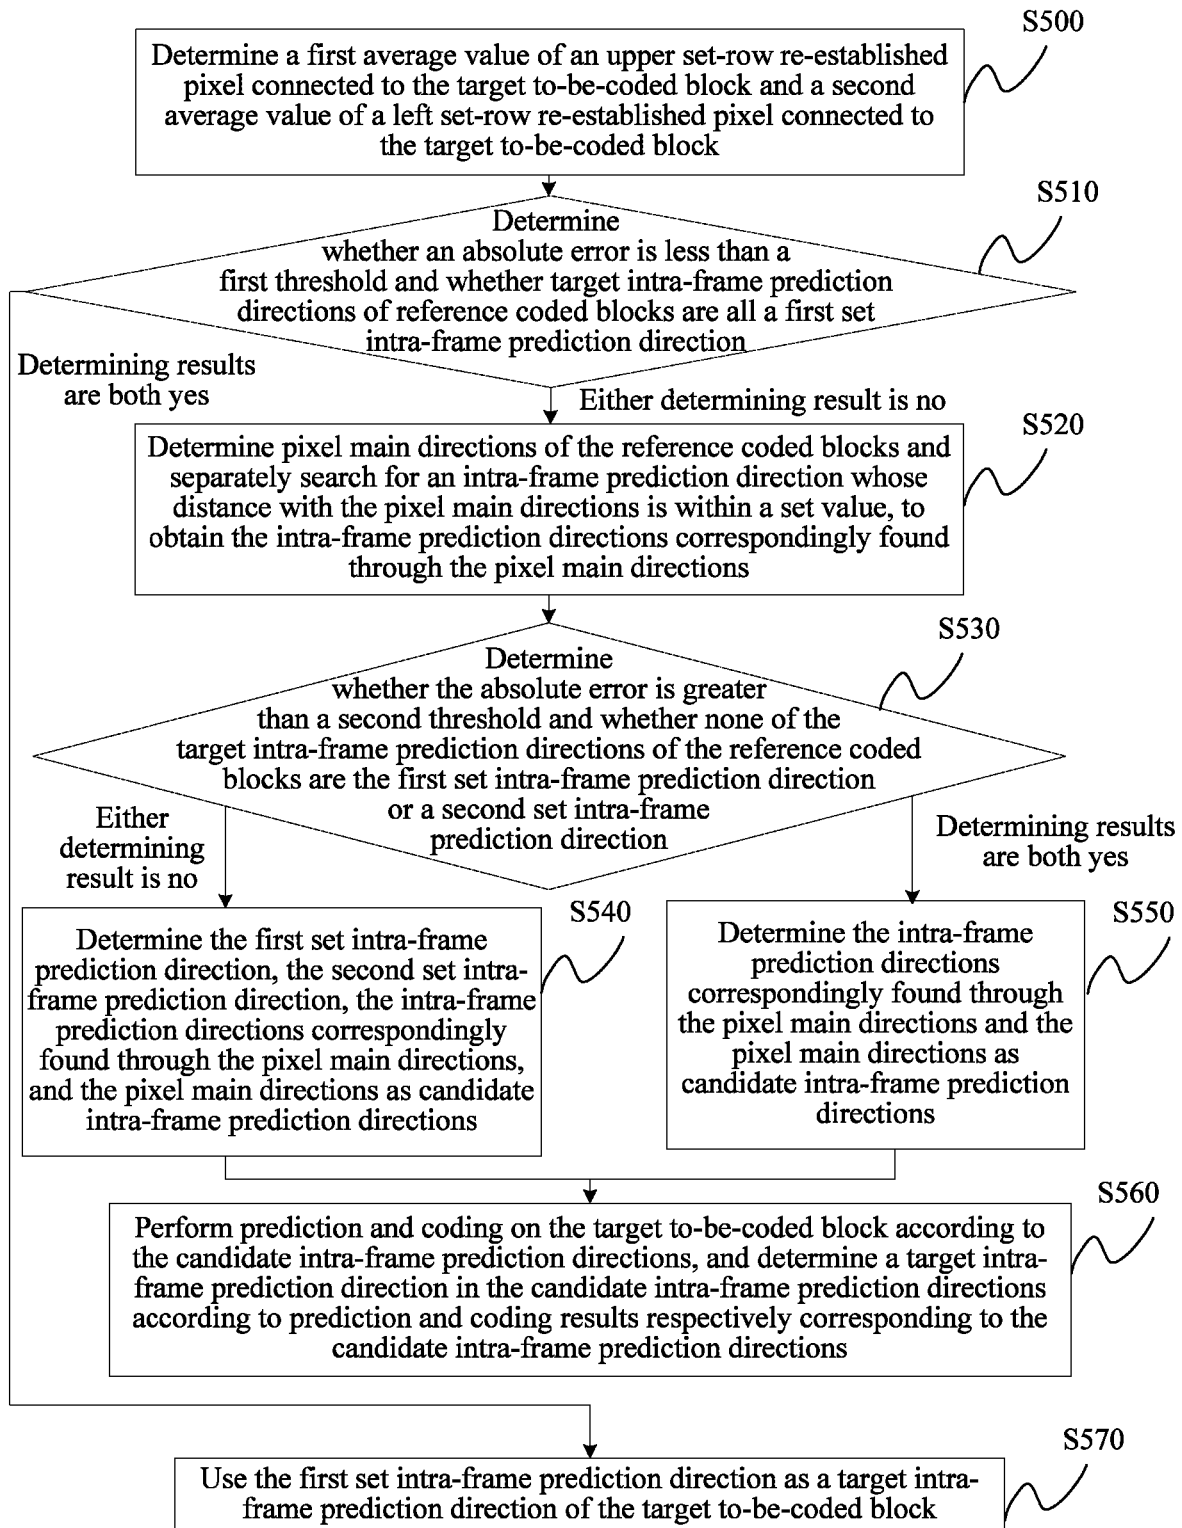 S500
Determine a first average value of an upper set-row re-established
pixel connected to the target to-be-coded block and a second
average value of a left set-row re-established pixel connected to
the target to-be-coded block
S510
Determine
whether an absolute error is less than a
first threshold and whether target intra-frame prediction
directions of reference coded blocks are all a first set
intra-frame prediction direction
Determining results
are both yes
Either determining result is no
S520
Determine pixel main directions of the reference coded blocks and
separately search for an intra-frame prediction direction whose
distance with the pixel main directions is within a set value, to
obtain the intra-frame prediction directions correspondingly found
through the pixel main directions
S530
Determine
whether the absolute error is greater
than a second threshold and whether none of the
target intra-frame prediction directions of the reference coded
blocks are the first set intra-frame prediction direction
or a second set intra-frame
prediction direction
Either
determining
result is no
Determining results
are both yes
S540
Determine the first set intra-frame
prediction direction, the second set intra-
frame prediction direction, the intra-frame
prediction directions correspondingly
found through the pixel main directions,
and the pixel main directions as candidate
intra-frame prediction directions
S550
Determine the intra-frame
prediction directions
correspondingly found through
the pixel main directions and the
pixel main directions as
candidate intra-frame prediction
directions
S560
Perform prediction and coding on the target to-be-coded block according to
the candidate intra-frame prediction directions, and determine a target intra-
frame prediction direction in the candidate intra-frame prediction directions
according to prediction and coding results respectively corresponding to the
candidate intra-frame prediction directions
S570
Use the first set intra-frame prediction direction as a target intra-
frame prediction direction of the target to-be-coded block